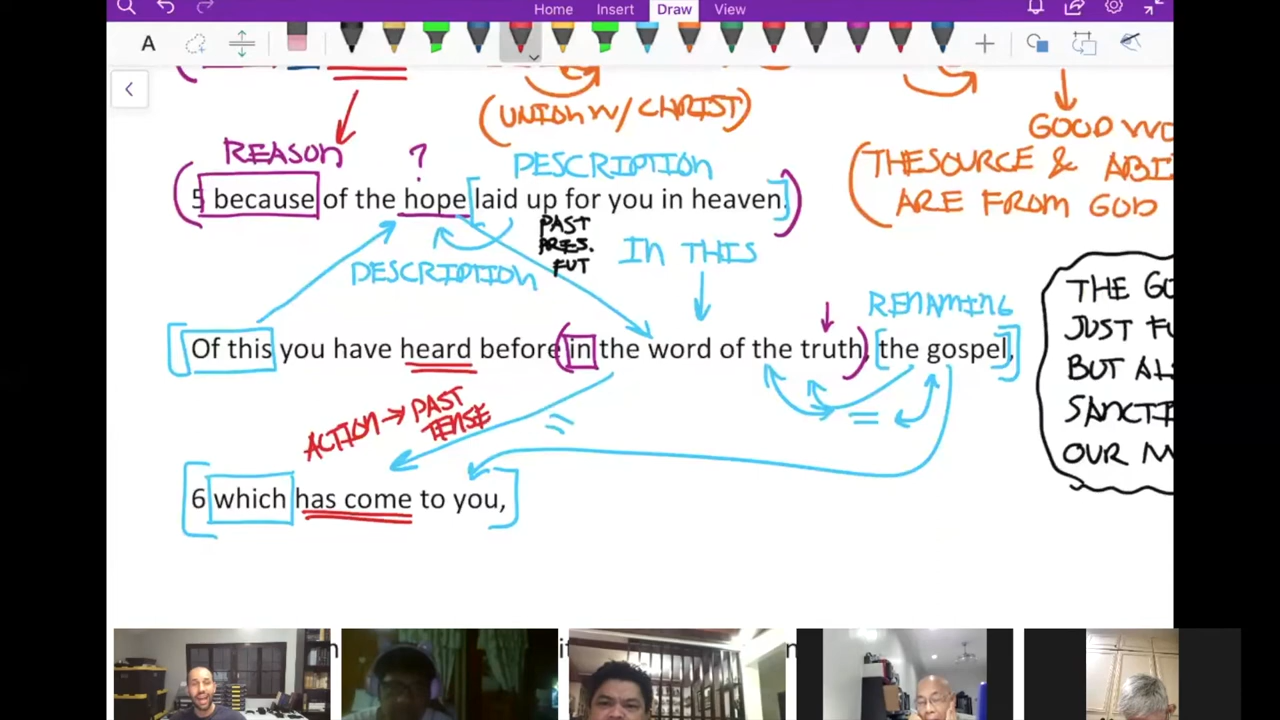 Home Insert Draw View
A
(UNION W/ CHRIST)
GOOD WO
(THE SOURCE & ABI
ARE FROM GOD
REASON ? DESCRIPTION
5 because of the hope laid up for you in heaven.
PAST
PRES.
FUT
DESCRIPTION
In THIS
RENAMING
Of this you have heard before in the word of the truth, the gospel,
THE GO
JUST FU
BUT AL
SANCTI
OUR M
ACTION → PAST
TENSE
=
=
6 which has come to you,